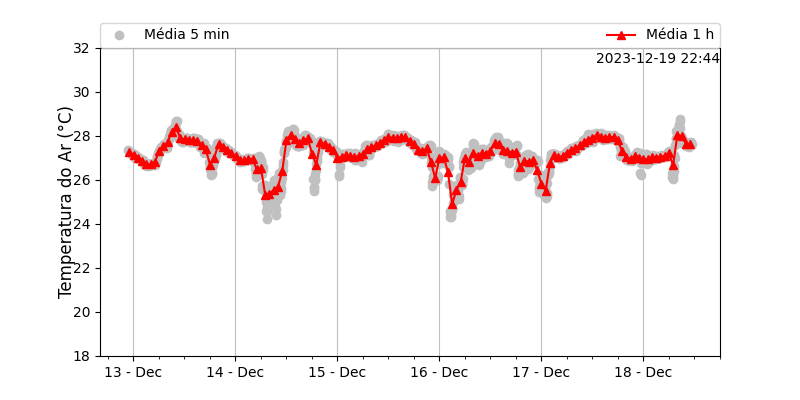 Média 5 min
Média 1 h
2023-12-19 22:44
Temperatura do Ar (°C)
32
30
28
26
24
22
20
18
13 - Dec
14 - Dec
15 - Dec
16 - Dec
17 - Dec
18 - Dec